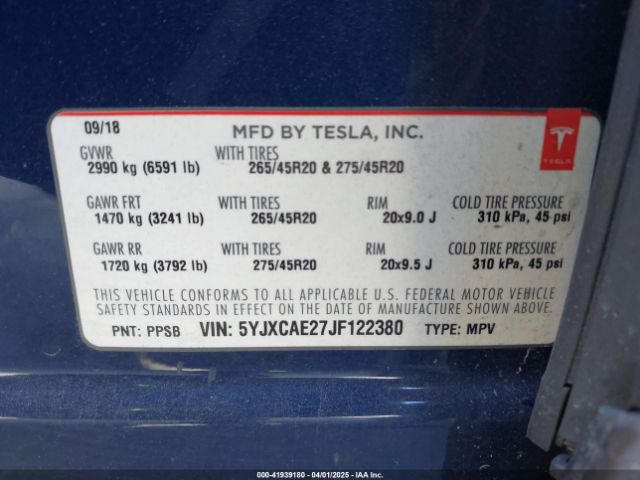 09/18 MFD BY TESLA, INC.
TESLA
GVWR WITH TIRES
2990 kg (6591 lb) 265/45R20 & 275/45R20
GAWR FRT WITH TIRES RIM COLD TIRE PRESSURE
1470 kg (3241 lb) 265/45R20 20x9.0 J 310 kPa, 45 psi
GAWR RR WITH TIRES RIM COLD TIRE PRESSURE
1720 kg (3792 lb) 275/45R20 20x9.5 J 310 kPa, 45 psi
THIS VEHICLE CONFORMS TO ALL APPLICABLE U.S. FEDERAL MOTOR VEHICLE
SAFETY STANDARDS IN EFFECT ON THE DATE OF MANUFACTURE SHOWN ABOVE.
PNT: PPSB VIN: 5YJXCAE27JF122380 TYPE: MPV
000-41939180 - 04/01/2025 - IAAI.COM